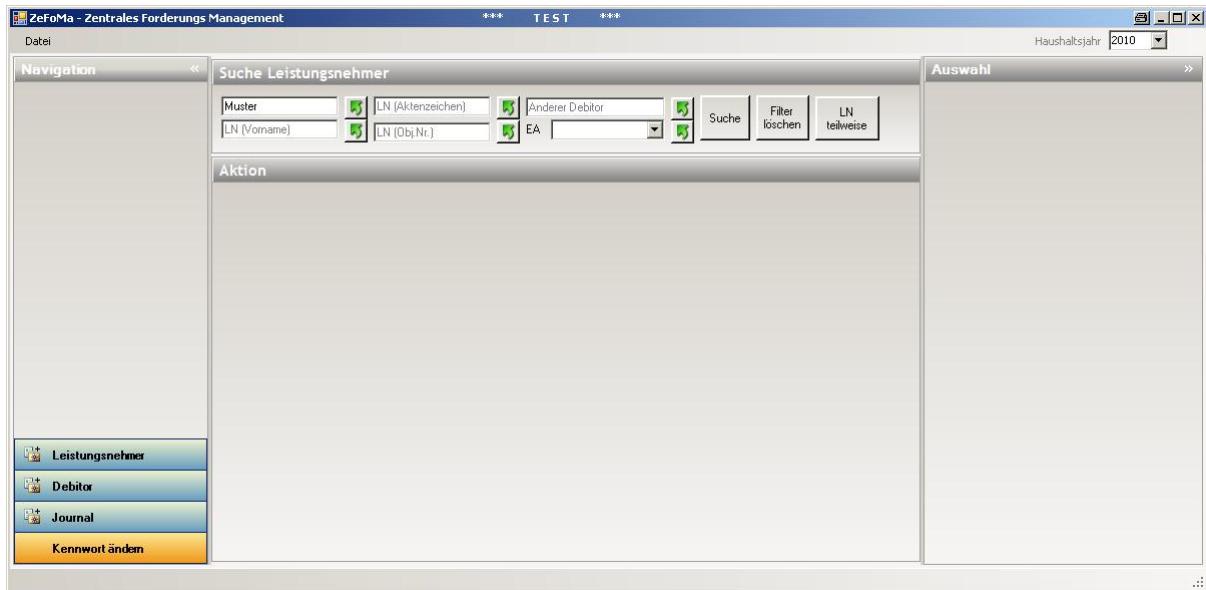 ZeFoMa - Zentrales Forderungs Management *** TEST ***
Datei Haushaltsjahr 2010
Navigation «
Suche Leistungsnehmer
Auswahl »
Muster LN (Aktenzeichen) Anderer Debitor
LN (Vorname) LN (Obj.Nr.) EA
Suche
Filter
löschen
LN
teilweise
Aktion
Leistungsnehmer
Debitor
Journal
Kennwort ändern